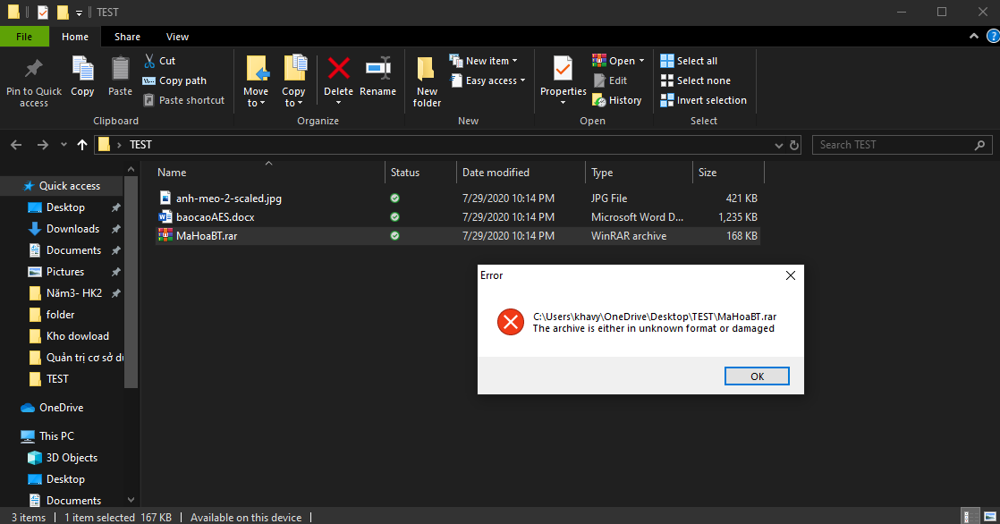 TEST
File Home Share View
Pin to Quick access
Copy
Paste
Cut
Copy path
Paste shortcut
Clipboard
Move to
Copy to
Delete
Rename
Organize
New folder
New item
Easy access
New
Properties
Open
Edit
History
Open
Select all
Select none
Invert selection
Select
TEST
Search TEST
Name Status Date modified Type Size
anh-meo-2-scaled.jpg 7/29/2020 10:14 PM JPG File 421 KB
baocaoAES.docx 7/29/2020 10:14 PM Microsoft Word D... 1,235 KB
MaHoaBT.rar 7/29/2020 10:14 PM WinRAR archive 168 KB
Quick access
Desktop
Downloads
Documents
Pictures
Năm3- HK2
folder
Kho dowload
Quản trị cơ sở dữ
TEST
OneDrive
This PC
3D Objects
Desktop
Documents
Error
C:\Users\khavy\OneDrive\Desktop\TEST\MaHoaBT.rar
The archive is either in unknown format or damaged
OK
3 items 1 item selected 167 KB Available on this device